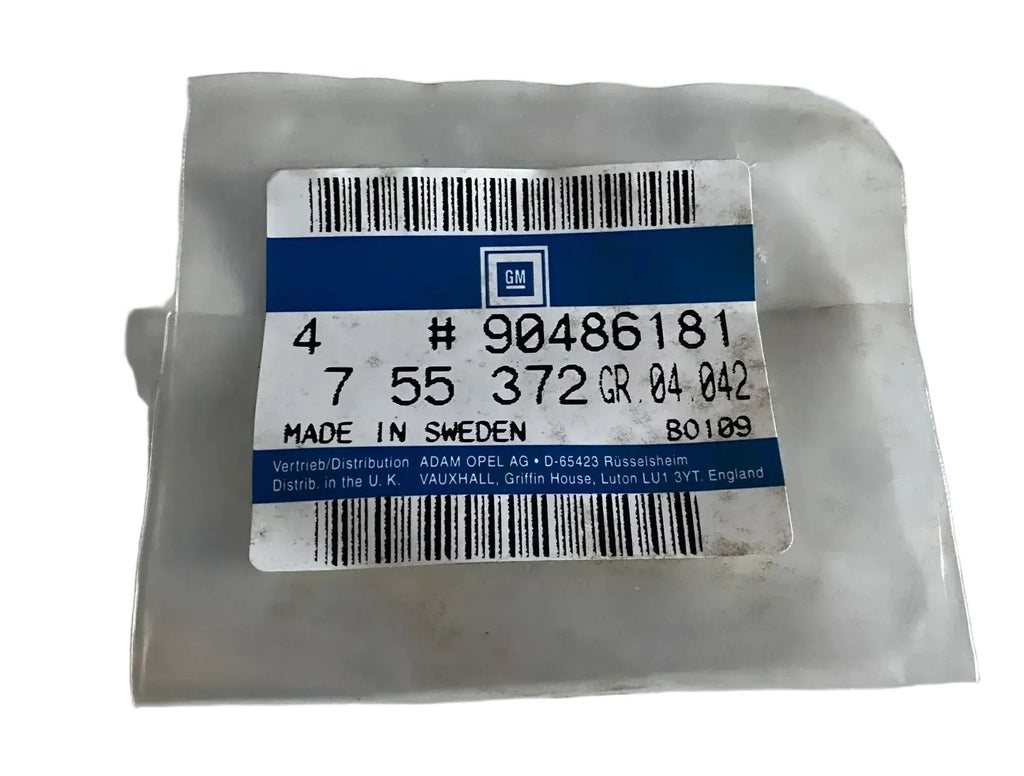 GM
4 # 90486181
7 55 372 GR. 04.042
MADE IN SWEDEN B0109
Vertrieb/Distribution ADAM OPEL AG • D-65423 Rüsselsheim
Distrib. in the U. K. VAUXHALL, Griffin House, Luton LU1 3YT. England